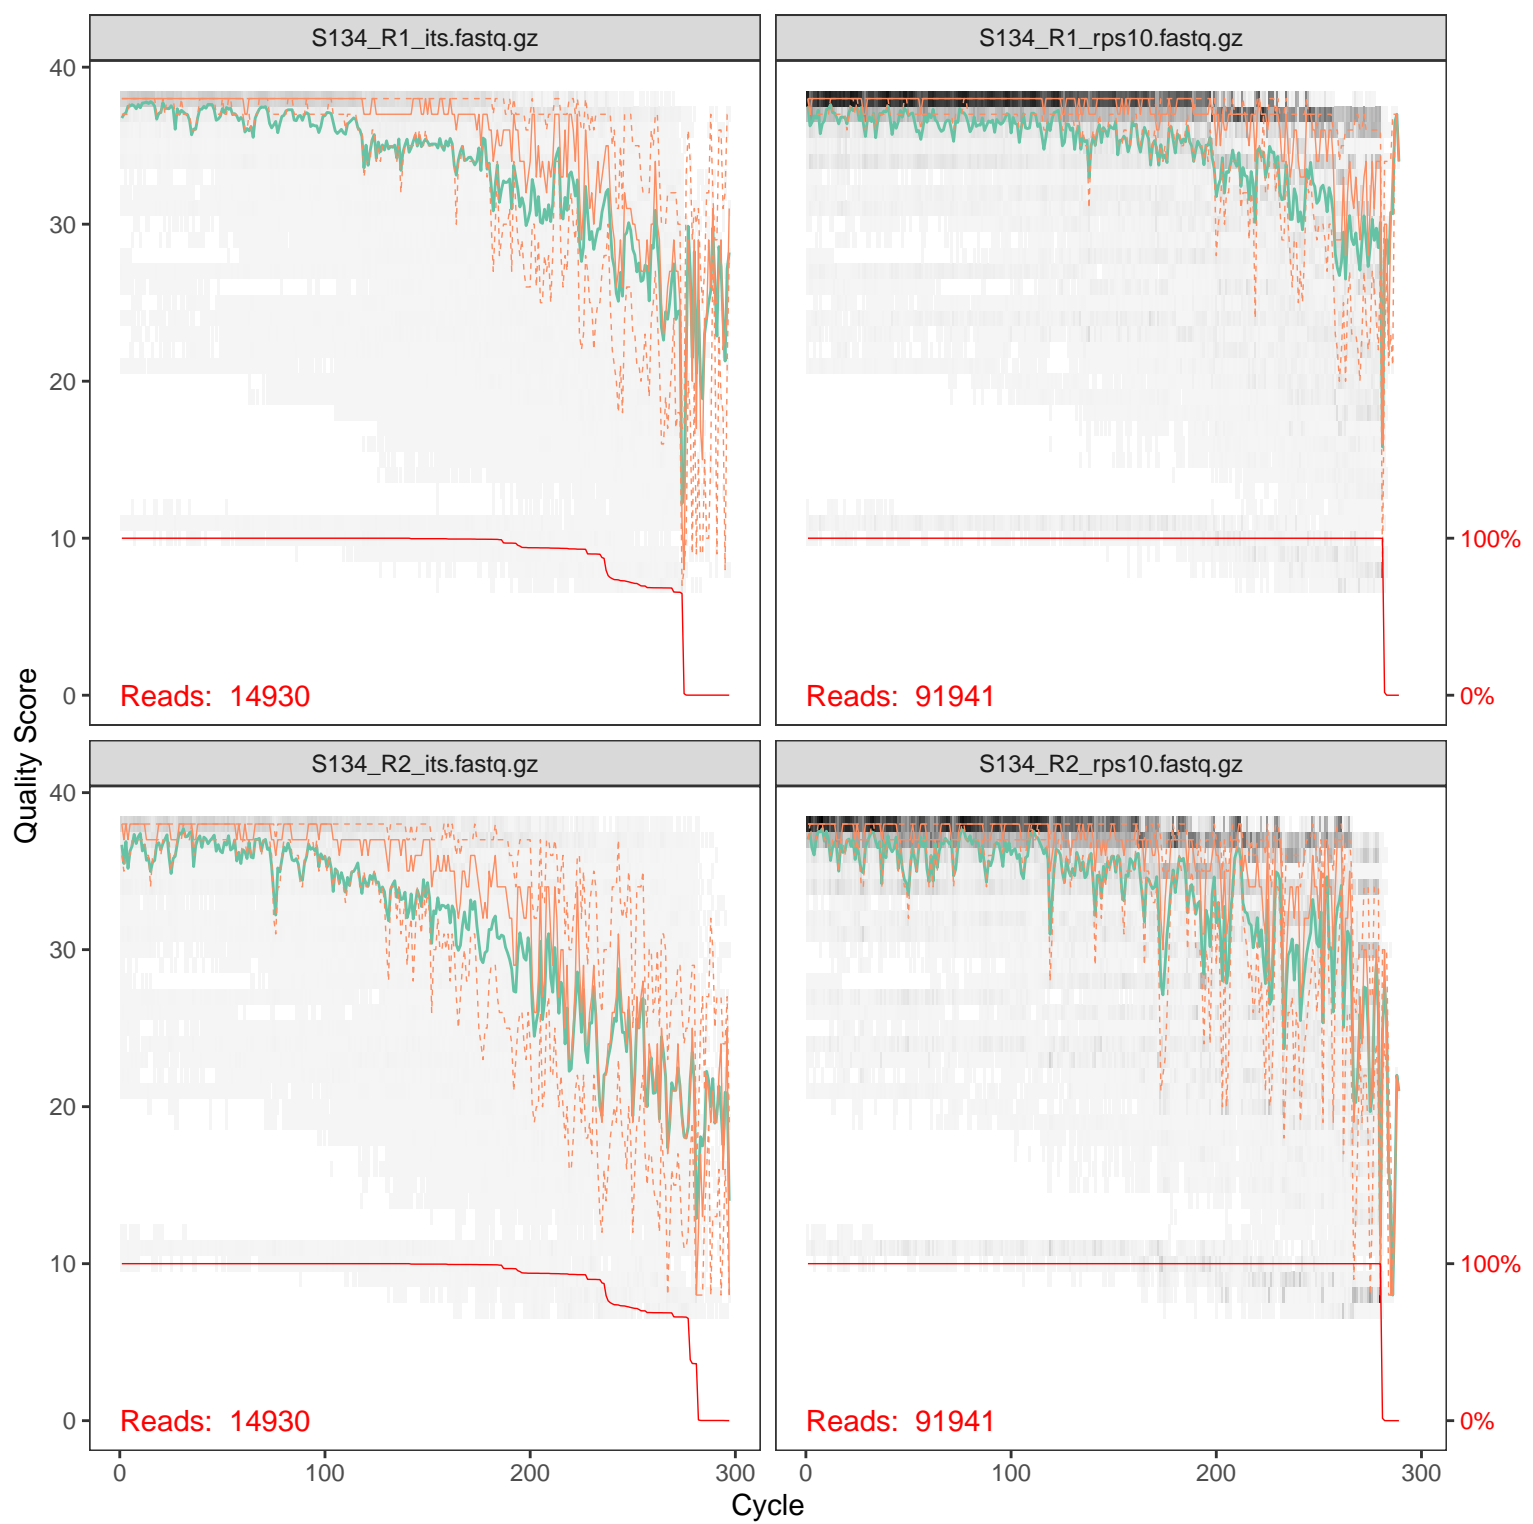 S134_R1_its.fastq.gz
S134_R1_rps10.fastq.gz
40
30
20
10
0
Reads: 14930
Reads: 91941
100%
0%
Quality Score
S134_R2_its.fastq.gz
S134_R2_rps10.fastq.gz
40
30
20
10
0
Reads: 14930
Reads: 91941
100%
0%
0 100 200 300
0 100 200 300
Cycle